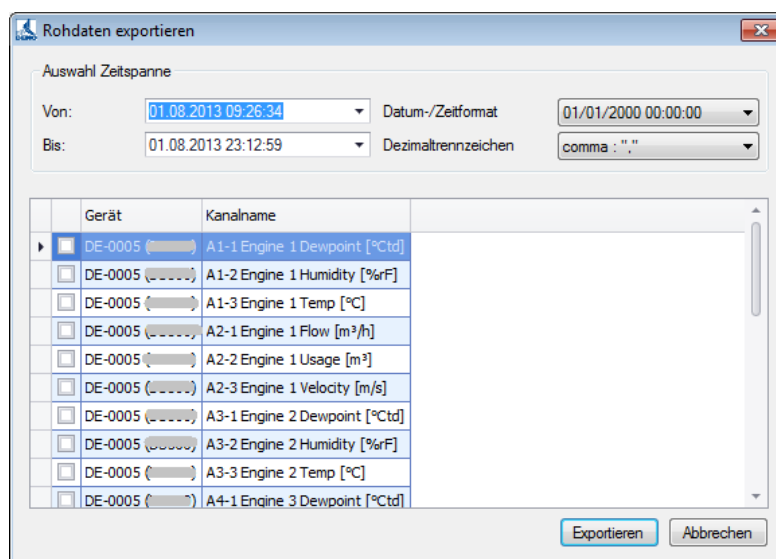 Rohdaten exportieren
Auswahl Zeitspanne
Von: 01.08.2013 09:26:34 Datum-/Zeitformat 01/01/2000 00:00:00
Bis: 01.08.2013 23:12:59 Dezimaltrennzeichen comma : ","
Gerät Kanalname
DE-0005 ( ) A1-1 Engine 1 Dewpoint [°Ctd]
DE-0005 ( ) A1-2 Engine 1 Humidity [%rF]
DE-0005 ( ) A1-3 Engine 1 Temp [°C]
DE-0005 ( ) A2-1 Engine 1 Flow [m³/h]
DE-0005 ( ) A2-2 Engine 1 Usage [m³]
DE-0005 ( ) A2-3 Engine 1 Velocity [m/s]
DE-0005 ( ) A3-1 Engine 2 Dewpoint [°Ctd]
DE-0005 ( ) A3-2 Engine 2 Humidity [%rF]
DE-0005 ( ) A3-3 Engine 2 Temp [°C]
DE-0005 ( ) A4-1 Engine 3 Dewpoint [°Ctd]
Exportieren Abbrechen